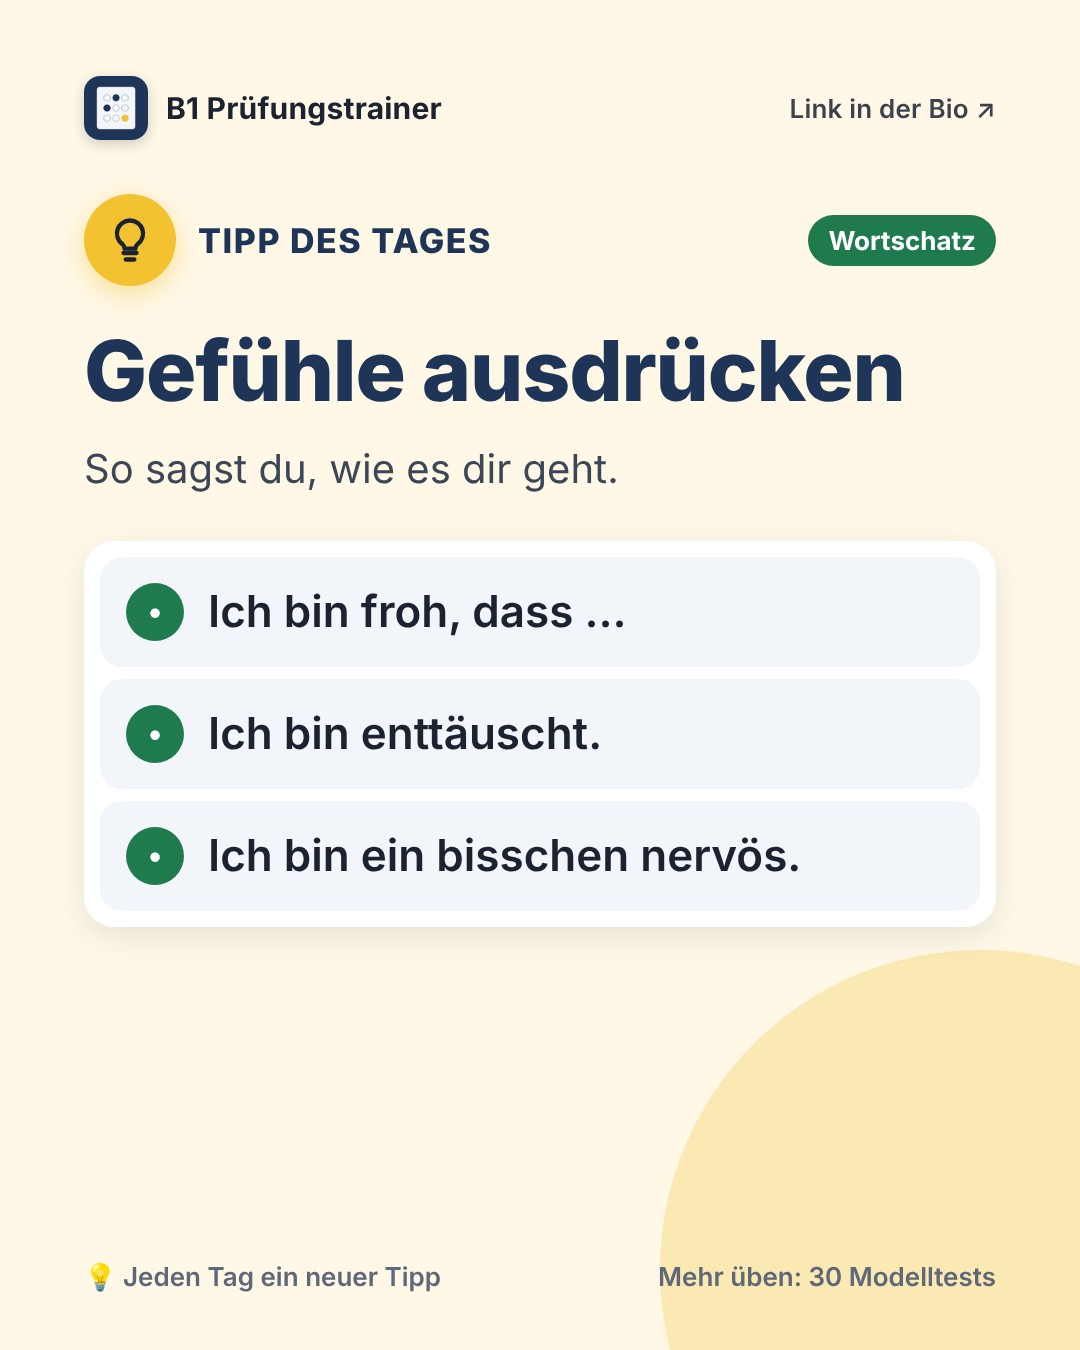 B1 Prüfungstrainer
Link in der Bio ↗
TIPP DES TAGES
Wortschatz
Gefühle ausdrücken
So sagst du, wie es dir geht.
Ich bin froh, dass …
Ich bin enttäuscht.
Ich bin ein bisschen nervös.
💡 Jeden Tag ein neuer Tipp
Mehr üben: 30 Modelltests